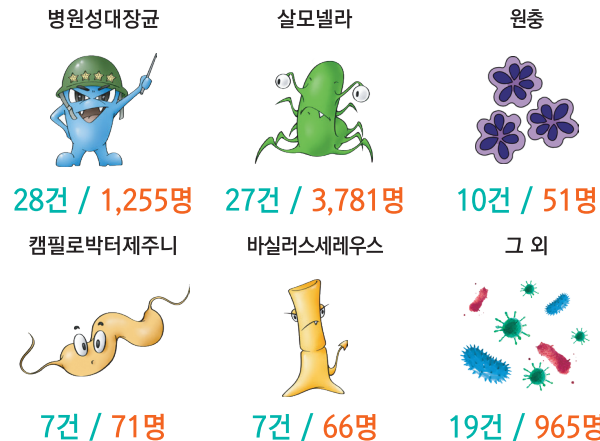 병원성대장균 살모넬라 원충
28건 / 1,255명 27건 / 3,781명 10건 / 51명
캠필로박터제주니 바실러스세레우스 그 외
7건 / 71명 7건 / 66명 19건 / 965명